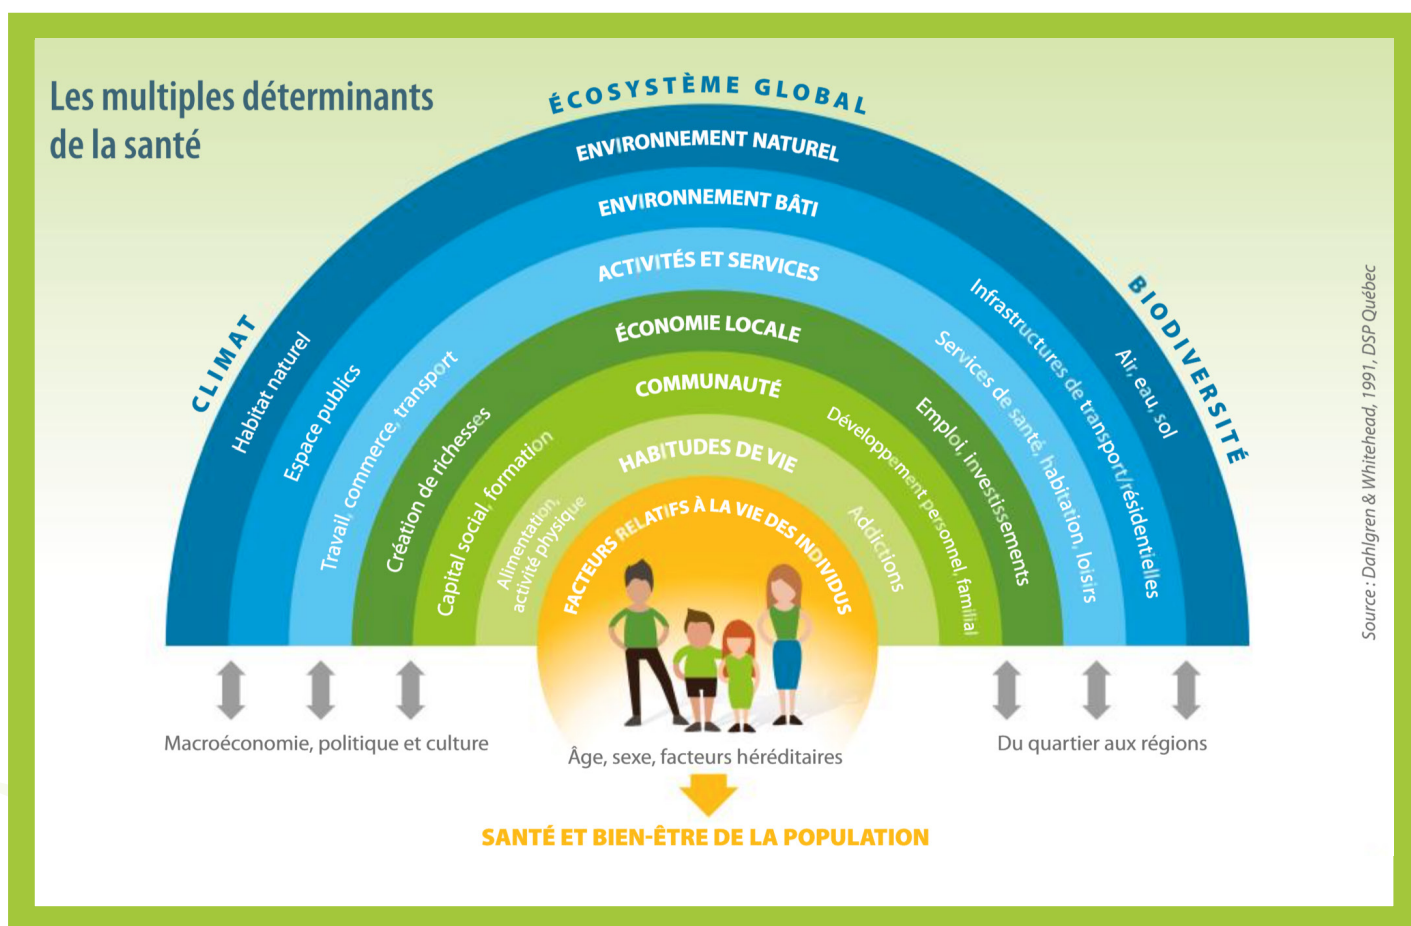 Les multiples déterminants
de la santé
ÉCOSYSTÈME GLOBAL
CLIMAT
BIODIVERSITÉ
ENVIRONNEMENT NATUREL
Habitat naturel
Air, eau, sol
ENVIRONNEMENT BÂTI
Espace publics
Infrastructures de transport/résidentielles
ACTIVITÉS ET SERVICES
Travail, commerce, transport
Services de santé, habitation, loisirs
ÉCONOMIE LOCALE
Création de richesses
Emploi, investissements
COMMUNAUTÉ
Capital social, formation
Développement personnel, familial
HABITUDES DE VIE
Alimentation,
activité physique
Addictions
FACTEURS RELATIFS À LA VIE DES INDIVIDUS
Macroéconomie, politique et culture
Âge, sexe, facteurs héréditaires
Du quartier aux régions
SANTÉ ET BIEN-ÊTRE DE LA POPULATION
Source : Dahlgren & Whitehead, 1991, DSP Québec